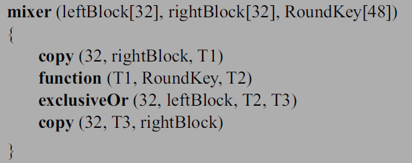 mixer (leftBlock[32], rightBlock[32], RoundKey[48])
{
copy (32, rightBlock, T1)
function (T1, RoundKey, T2)
exclusiveOr (32, leftBlock, T2, T3)
copy (32, T3, rightBlock)
}